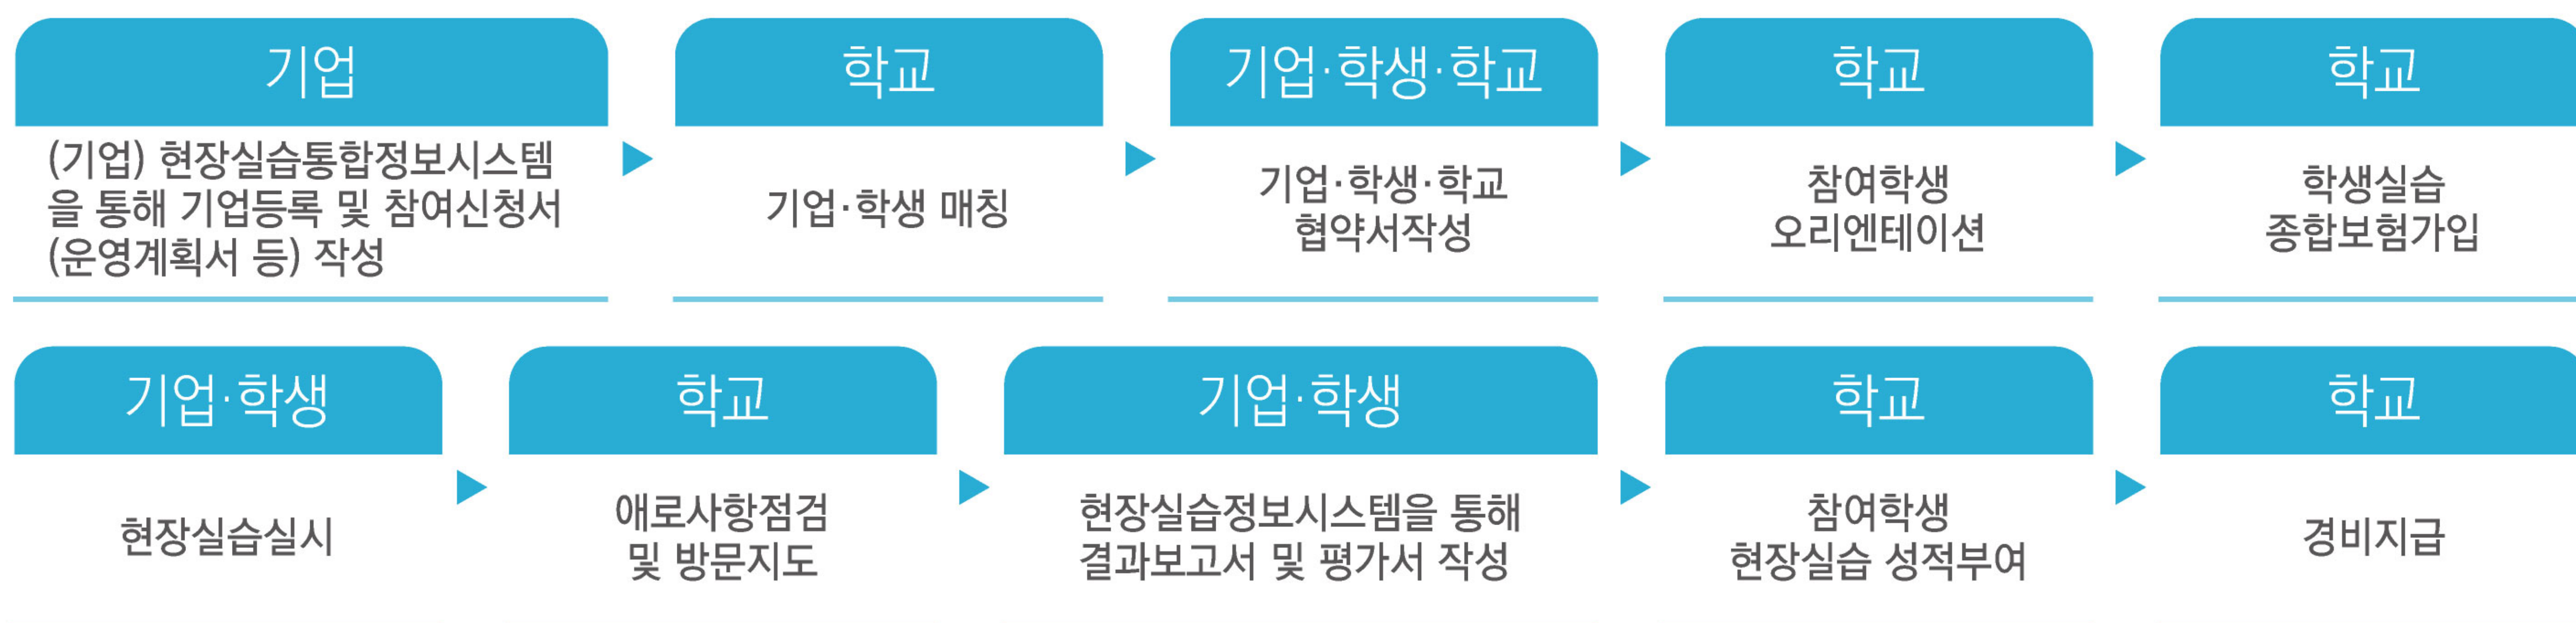 기업
(기업) 현장실습통합정보시스템
을 통해 기업등록 및 참여신청서
(운영계획서 등) 작성
학교
기업·학생 매칭
기업·학생·학교
기업·학생·학교
협약서작성
학교
참여학생
오리엔테이션
학교
학생실습
종합보험가입
기업·학생
현장실습실시
학교
애로사항점검
및 방문지도
기업·학생
현장실습정보시스템을 통해
결과보고서 및 평가서 작성
학교
참여학생
현장실습 성적부여
학교
경비지급